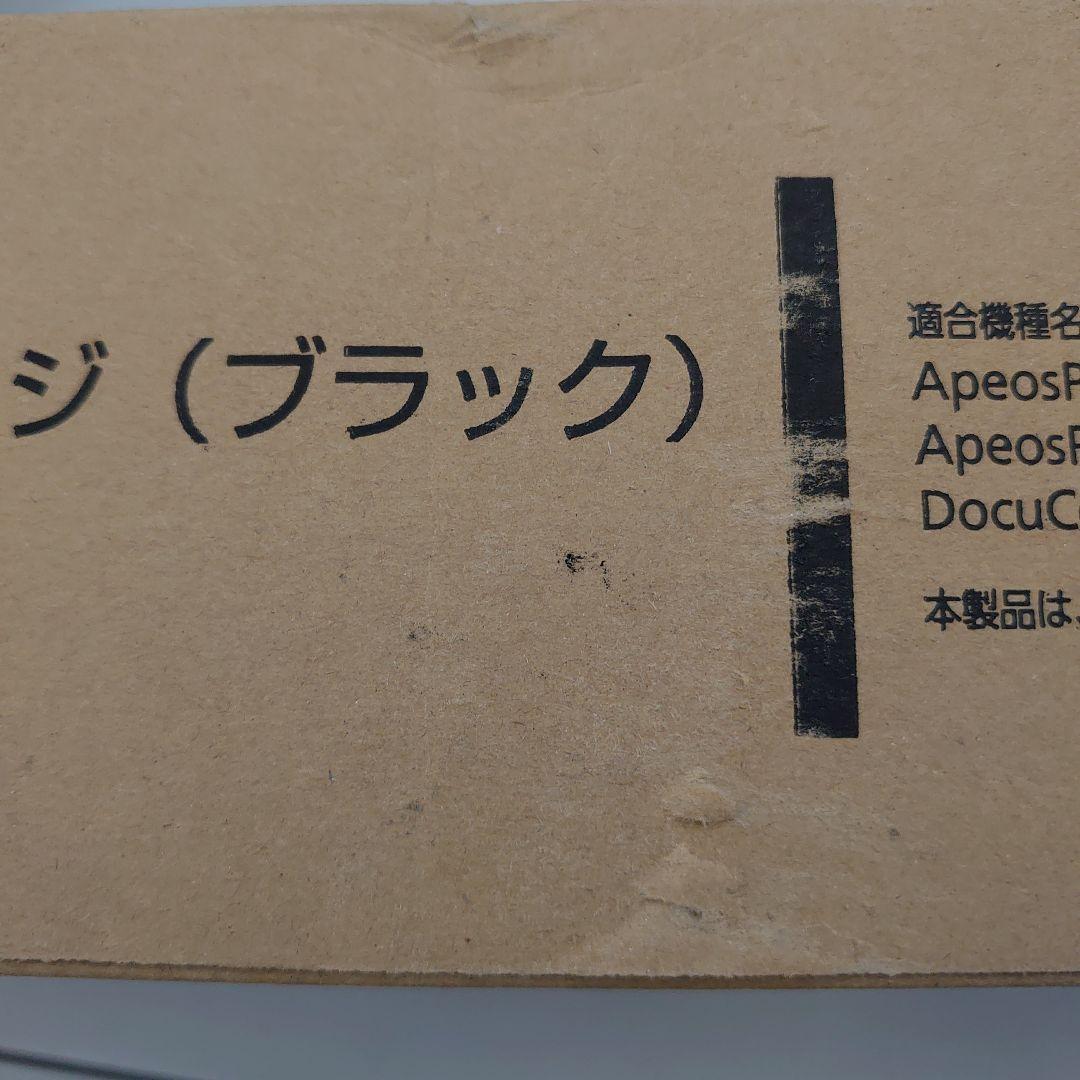 ジ（ブラック）
適合機種名
ApeosP
ApeosP
DocuC
本製品は、